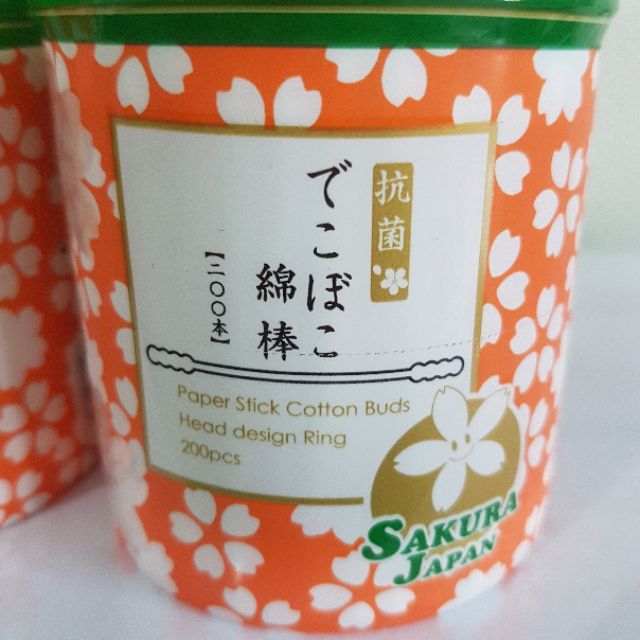 抗菌
でこぼこ
綿棒
【二〇〇本】
Paper Stick Cotton Buds
Head design Ring
200pcs
SAKURA
JAPAN